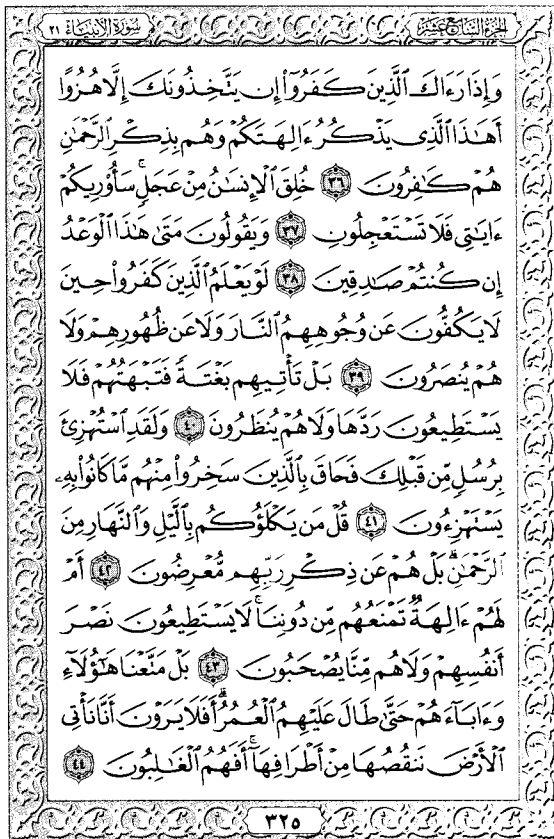 الجزء السابع عشر سورة الأنبياء ٢١
وَإِذَا رَءَاكَ ٱلَّذِينَ كَفَرُوٓا۟ إِن يَتَّخِذُونَكَ إِلَّا هُزُوًا
أَهَٰذَا ٱلَّذِى يَذْكُرُ ءَالِهَتَكُمْ وَهُم بِذِكْرِ ٱلرَّحْمَٰنِ
هُمْ كَٰفِرُونَ ٣٦ خُلِقَ ٱلْإِنسَٰنُ مِنْ عَجَلٍ ۚ سَأُو۟رِيكُمْ
ءَايَٰتِى فَلَا تَسْتَعْجِلُونِ ٣٧ وَيَقُولُونَ مَتَىٰ هَٰذَا ٱلْوَعْدُ
إِن كُنتُمْ صَٰدِقِينَ ٣٨ لَوْ يَعْلَمُ ٱلَّذِينَ كَفَرُوا۟ حِينَ
لَا يَكُفُّونَ عَن وُجُوهِهِمُ ٱلنَّارَ وَلَا عَن ظُهُورِهِمْ وَلَا
هُمْ يُنصَرُونَ ٣٩ بَلْ تَأْتِيهِم بَغْتَةً فَتَبْهَتُهُمْ فَلَا
يَسْتَطِيعُونَ رَدَّهَا وَلَا هُمْ يُنظَرُونَ ٤٠ وَلَقَدِ ٱسْتُهْزِئَ
بِرُسُلٍ مِّن قَبْلِكَ فَحَاقَ بِٱلَّذِينَ سَخِرُوا۟ مِنْهُم مَّا كَانُوا۟ بِهِۦ
يَسْتَهْزِءُونَ ٤١ قُلْ مَن يَكْلَؤُكُم بِٱلَّيْلِ وَٱلنَّهَارِ مِنَ
ٱلرَّحْمَٰنِ ۗ بَلْ هُمْ عَن ذِكْرِ رَبِّهِم مُّعْرِضُونَ ٤٢ أَمْ
لَهُمْ ءَالِهَةٌ تَمْنَعُهُم مِّن دُونِنَا ۚ لَا يَسْتَطِيعُونَ نَصْرَ
أَنفُسِهِمْ وَلَا هُم مِّنَّا يُصْحَبُونَ ٤٣ بَلْ مَتَّعْنَا هَٰٓؤُلَآءِ
وَءَابَآءَهُمْ حَتَّىٰ طَالَ عَلَيْهِمُ ٱلْعُمُرُ ۗ أَفَلَا يَرَوْنَ أَنَّا نَأْتِى
ٱلْأَرْضَ نَنقُصُهَا مِنْ أَطْرَافِهَآ ۚ أَفَهُمُ ٱلْغَٰلِبُونَ ٤٤
٣٢٥